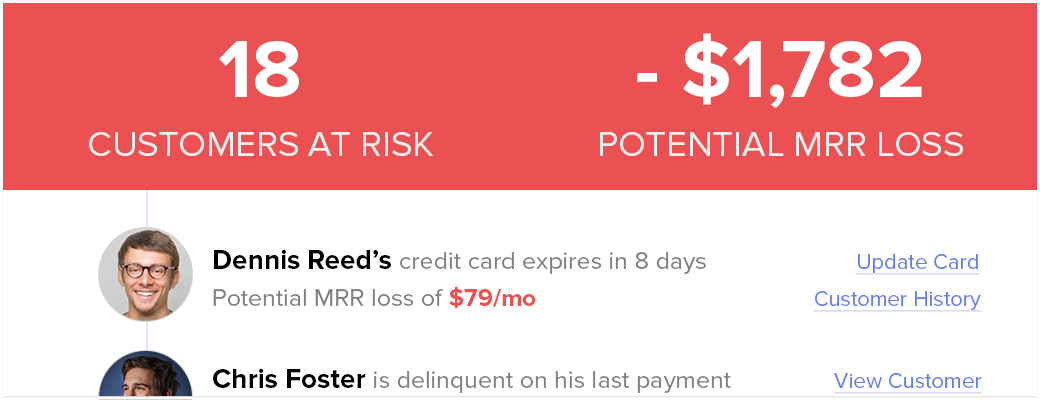 18
- $1,782
CUSTOMERS AT RISK
POTENTIAL MRR LOSS
Dennis Reed’s credit card expires in 8 days
Update Card
Potential MRR loss of $79/mo
Customer History
Chris Foster is delinquent on his last payment
View Customer